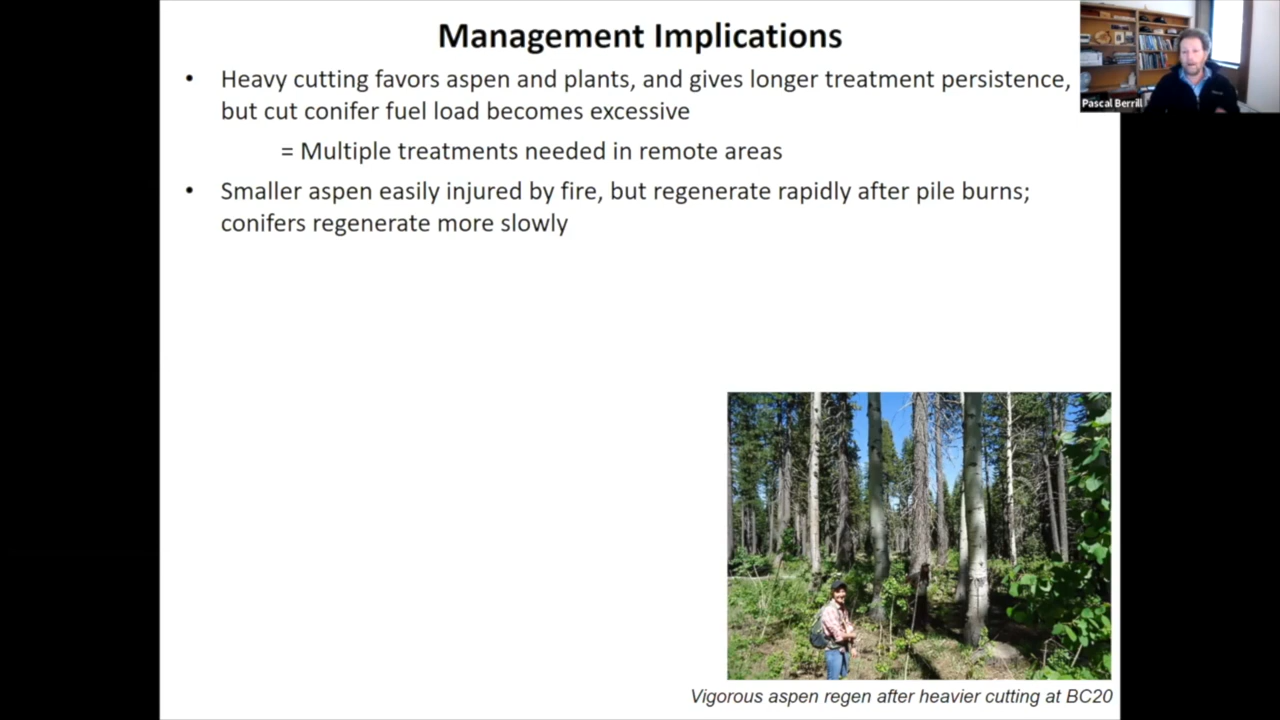 Management Implications
• Heavy cutting favors aspen and plants, and gives longer treatment persistence,
but cut conifer fuel load becomes excessive
= Multiple treatments needed in remote areas
• Smaller aspen easily injured by fire, but regenerate rapidly after pile burns;
conifers regenerate more slowly
Vigorous aspen regen after heavier cutting at BC20
Pascal Berrill